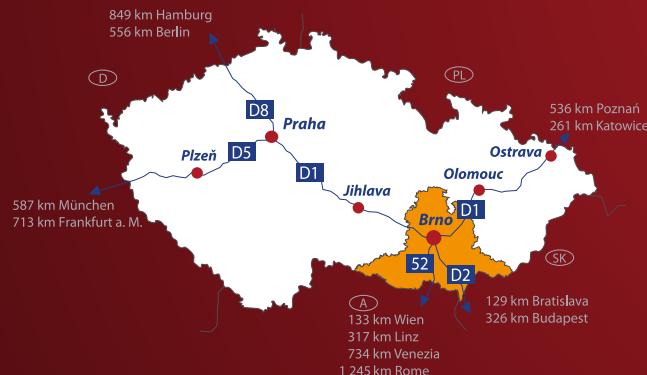 849 km Hamburg
556 km Berlin
D
PL
536 km Poznań
261 km Katowice
D8
Praha
D5
Plzeň
D1
Ostrava
Olomouc
Jihlava
D1
587 km München
713 km Frankfurt a. M.
Brno
52
D2
SK
A
129 km Bratislava
326 km Budapest
133 km Wien
317 km Linz
734 km Venezia
1 245 km Rome